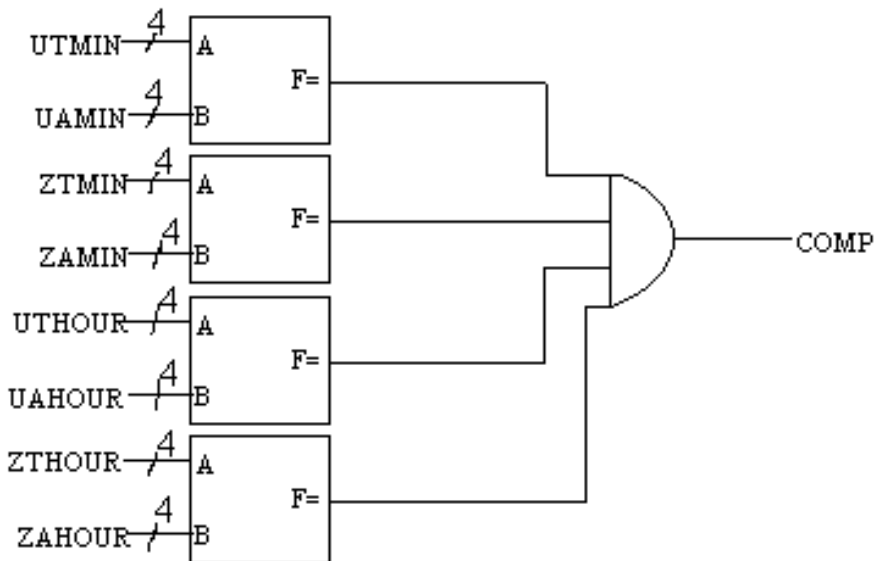 4
UTMIN A
F=
4
UAMIN B
4
ZTMIN A
F=
4
ZAMIN B
COMP
4
UTHOUR A
F=
4
UAHOUR B
4
ZTHOUR A
F=
4
ZAHOUR B